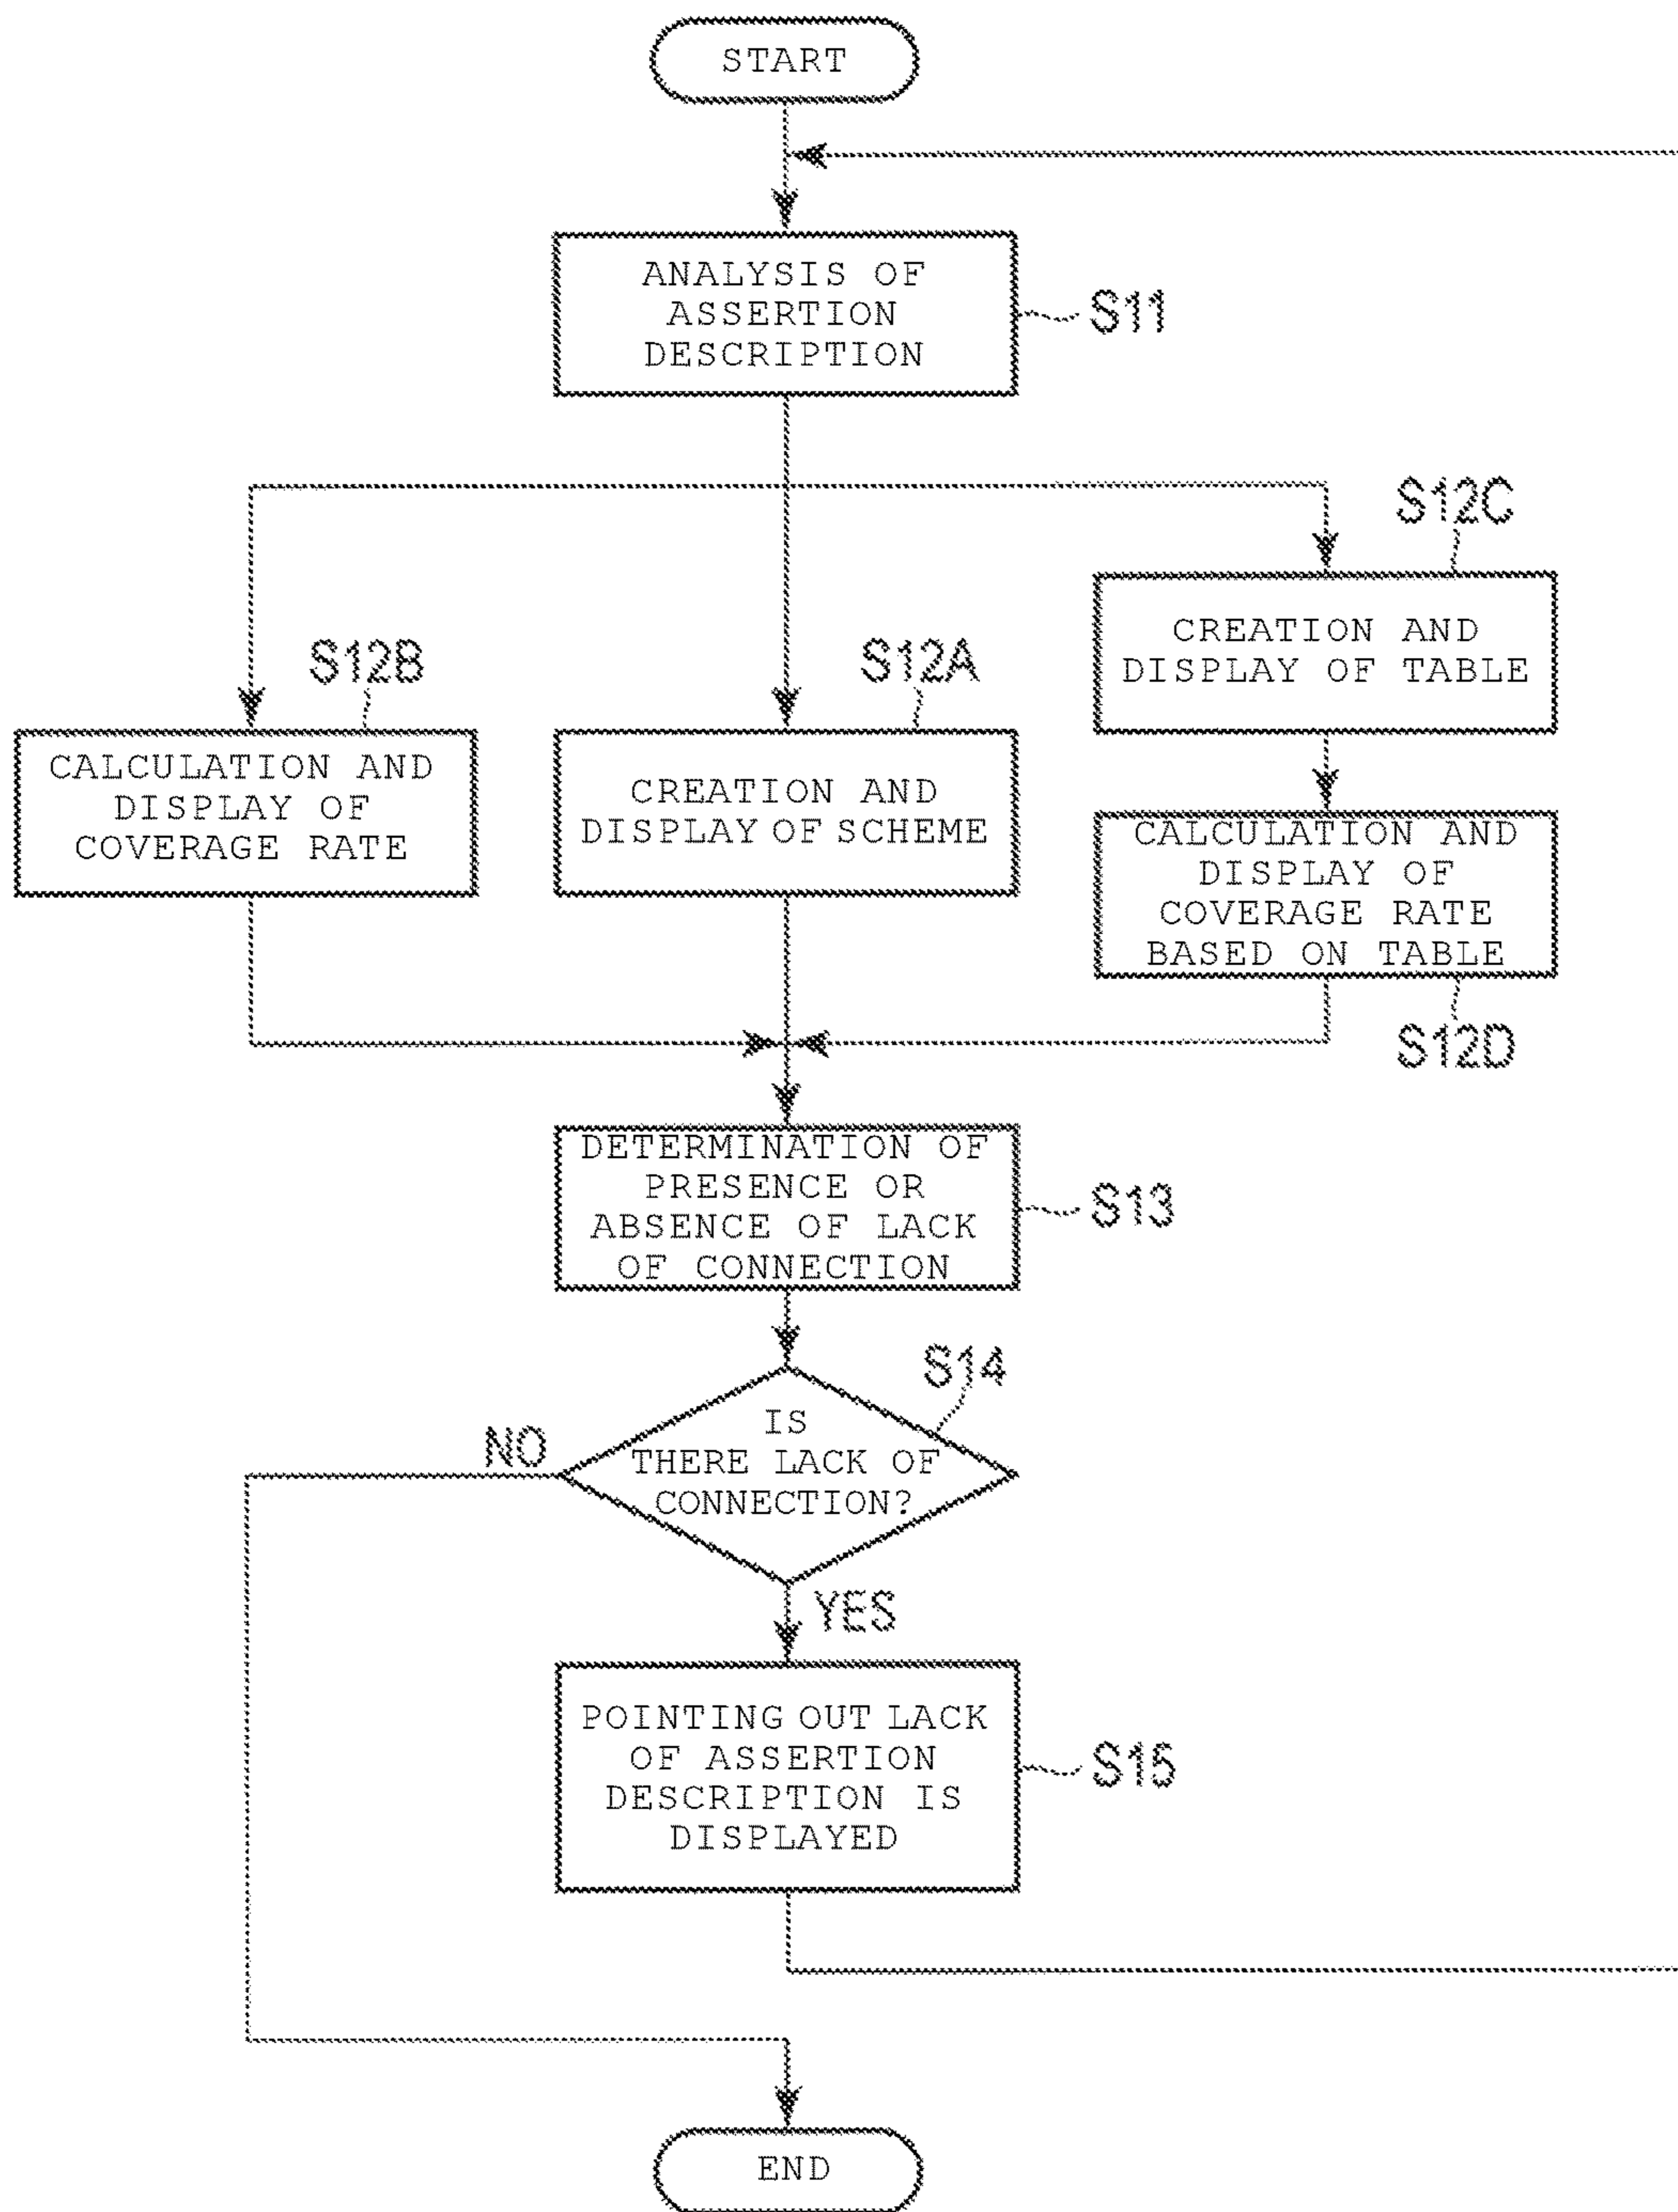 START
ANALYSIS OF
ASSERTION
DESCRIPTION
S11
S12C
CREATION AND
DISPLAY OF TABLE
S12B
S12A
CALCULATION AND
DISPLAY OF
COVERAGE RATE
CREATION AND
DISPLAY OF SCHEME
CALCULATION AND
DISPLAY OF
COVERAGE RATE
BASED ON TABLE
S12D
DETERMINATION OF
PRESENCE OR
ABSENCE OF LACK
OF CONNECTION
S13
S14
IS
THERE LACK OF
CONNECTION?
NO
YES
POINTING OUT LACK
OF ASSERTION
DESCRIPTION IS
DISPLAYED
S15
END